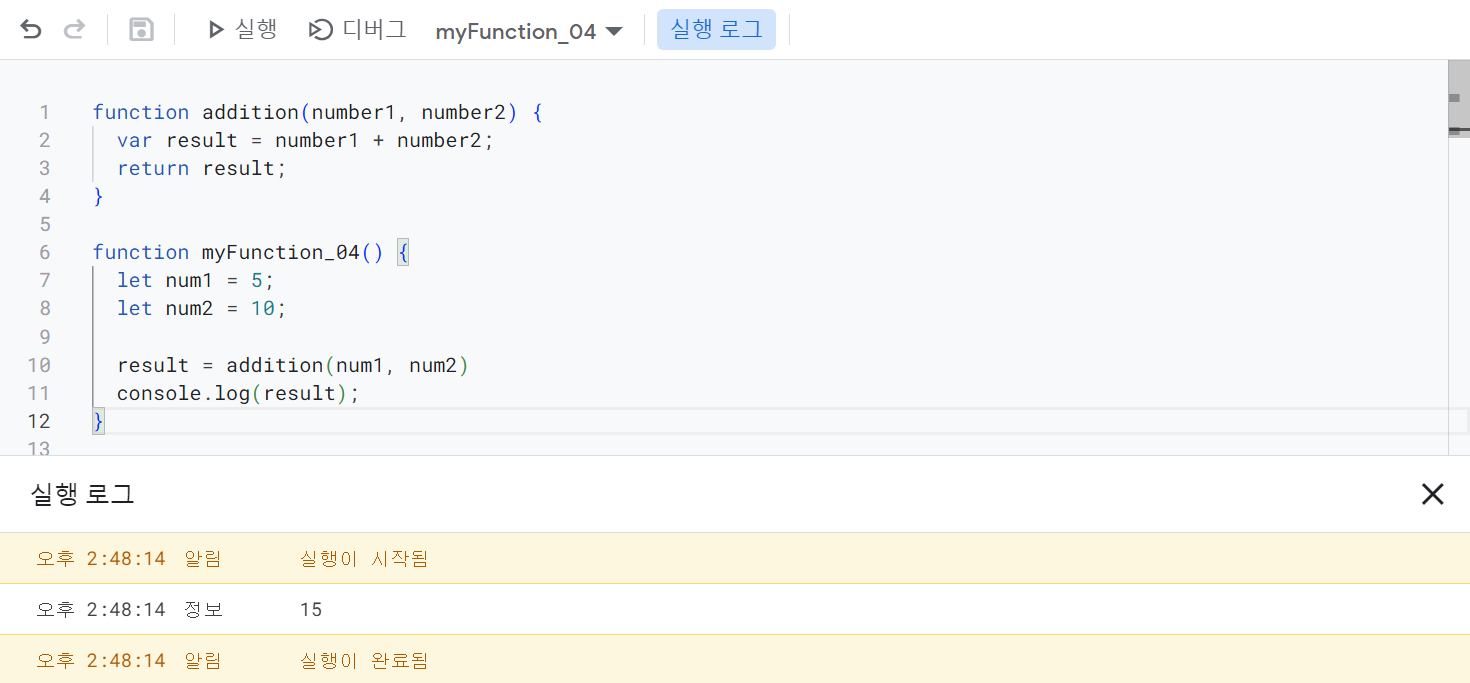 실행 디버그 myFunction_04 실행 로그
1 function addition(number1, number2) {
2 var result = number1 + number2;
3 return result;
4 }
5
6 function myFunction_04() {
7 let num1 = 5;
8 let num2 = 10;
9
10 result = addition(num1, num2)
11 console.log(result);
12 }
13
실행 로그
오후 2:48:14 알림 실행이 시작됨
오후 2:48:14 정보 15
오후 2:48:14 알림 실행이 완료됨